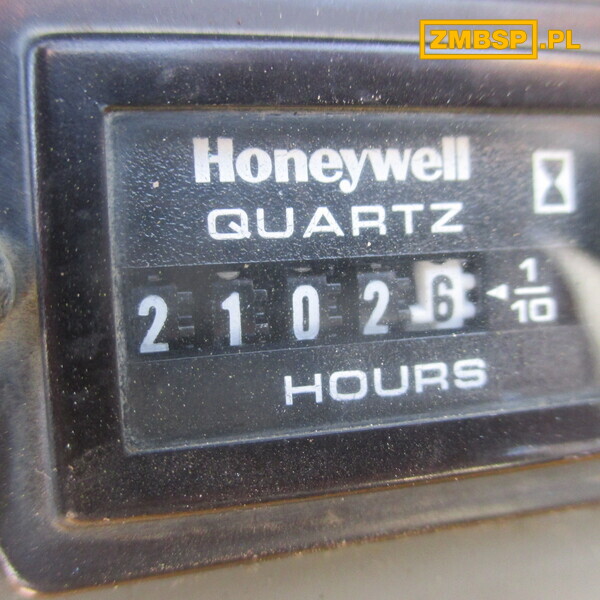 ZMBSP.PL
Honeywell
QUARTZ
2 1 0 2 6 ◄ 1/10
HOURS